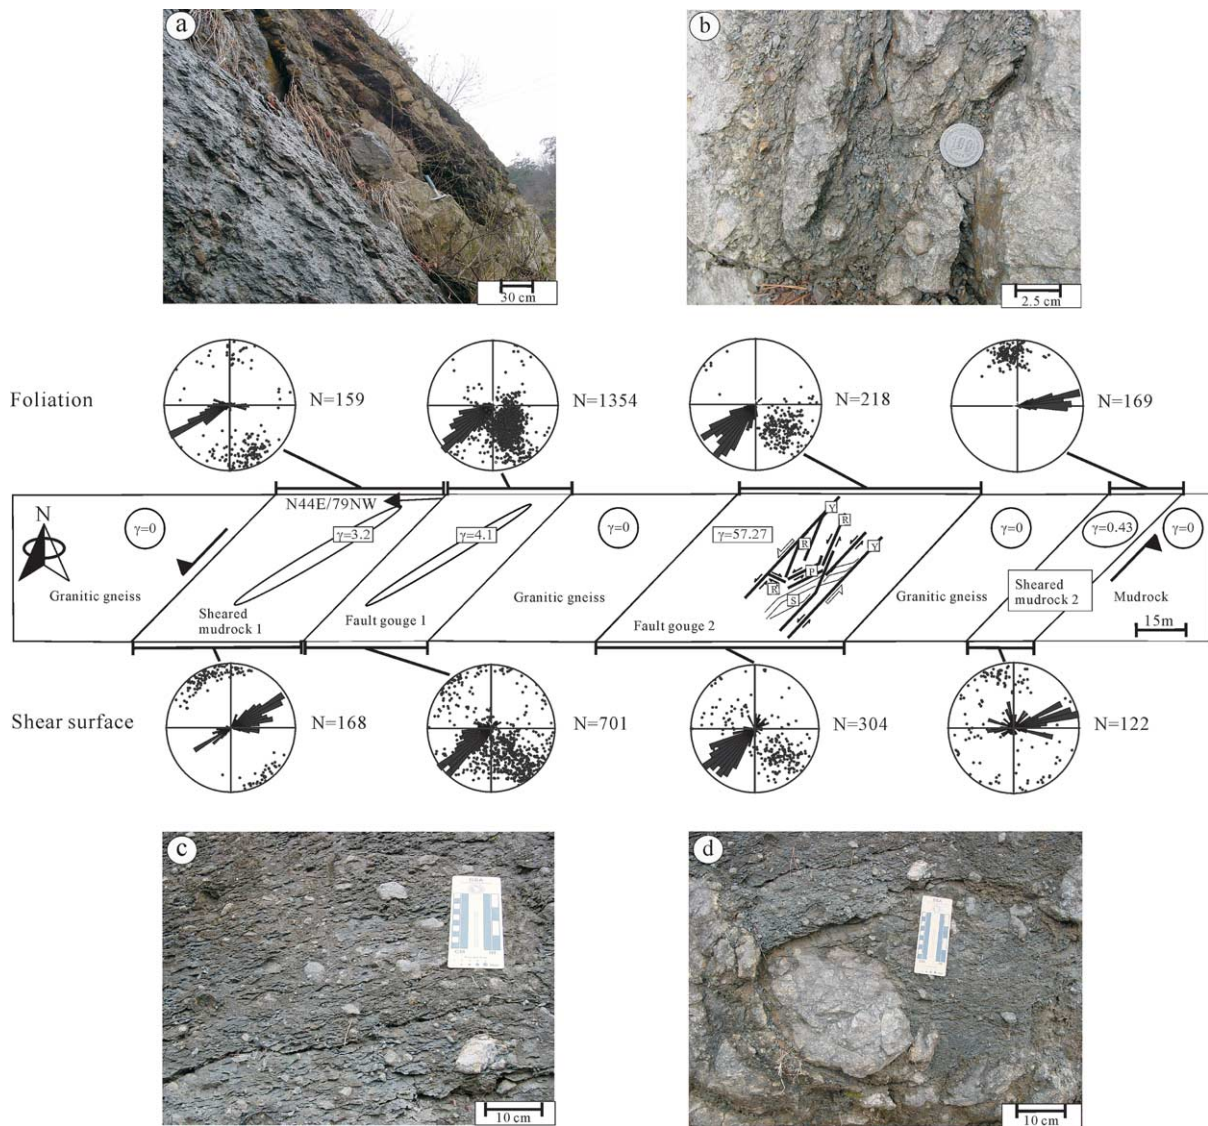 a
b
30 cm
2.5 cm
Foliation
N=159
N=1354
N=218
N=169
N44E/79NW
N
γ=0
γ=3.2
γ=4.1
γ=0
γ=57.27
Y
R
R
Y
P
R
S
γ=0
γ=0.43
γ=0
Granitic gneiss
Sheared
mudrock 1
Fault gouge 1
Granitic gneiss
Fault gouge 2
Granitic gneiss
Sheared
mudrock 2
Mudrock
15m
Shear surface
N=168
N=701
N=304
N=122
c
d
10 cm
10 cm